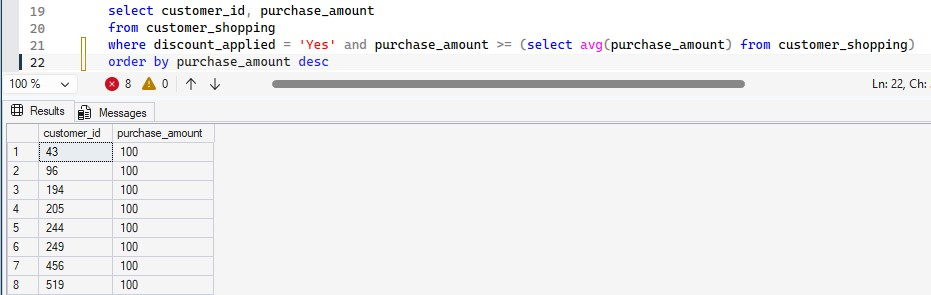 19 select customer_id, purchase_amount
20 from customer_shopping
21 where discount_applied = 'Yes' and purchase_amount >= (select avg(purchase_amount) from customer_shopping)
22 order by purchase_amount desc
100 % 8 0 Ln: 22, Ch:
Results Messages
customer_id purchase_amount
1 43 100
2 96 100
3 194 100
4 205 100
5 244 100
6 249 100
7 456 100
8 519 100